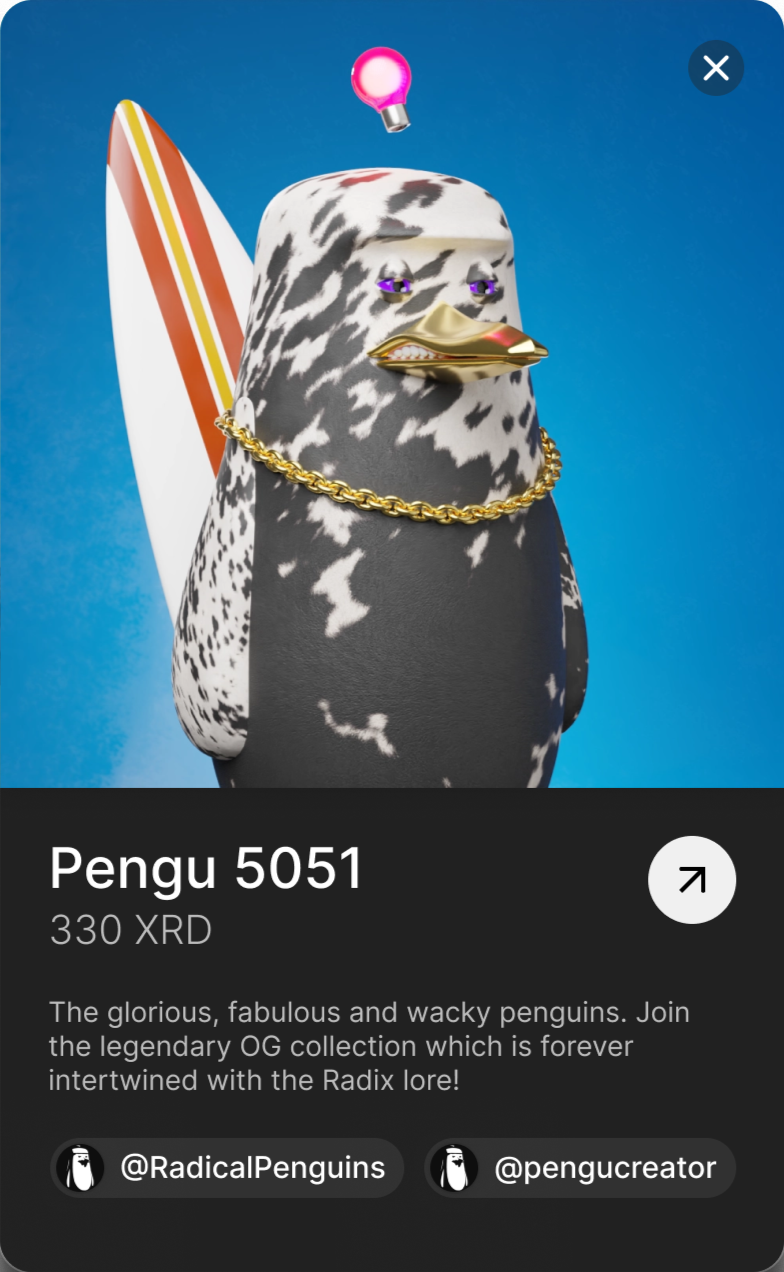 Pengu 5051
330 XRD
The glorious, fabulous and wacky penguins. Join
the legendary OG collection which is forever
intertwined with the Radix lore!
@RadicalPenguins @pengucreator